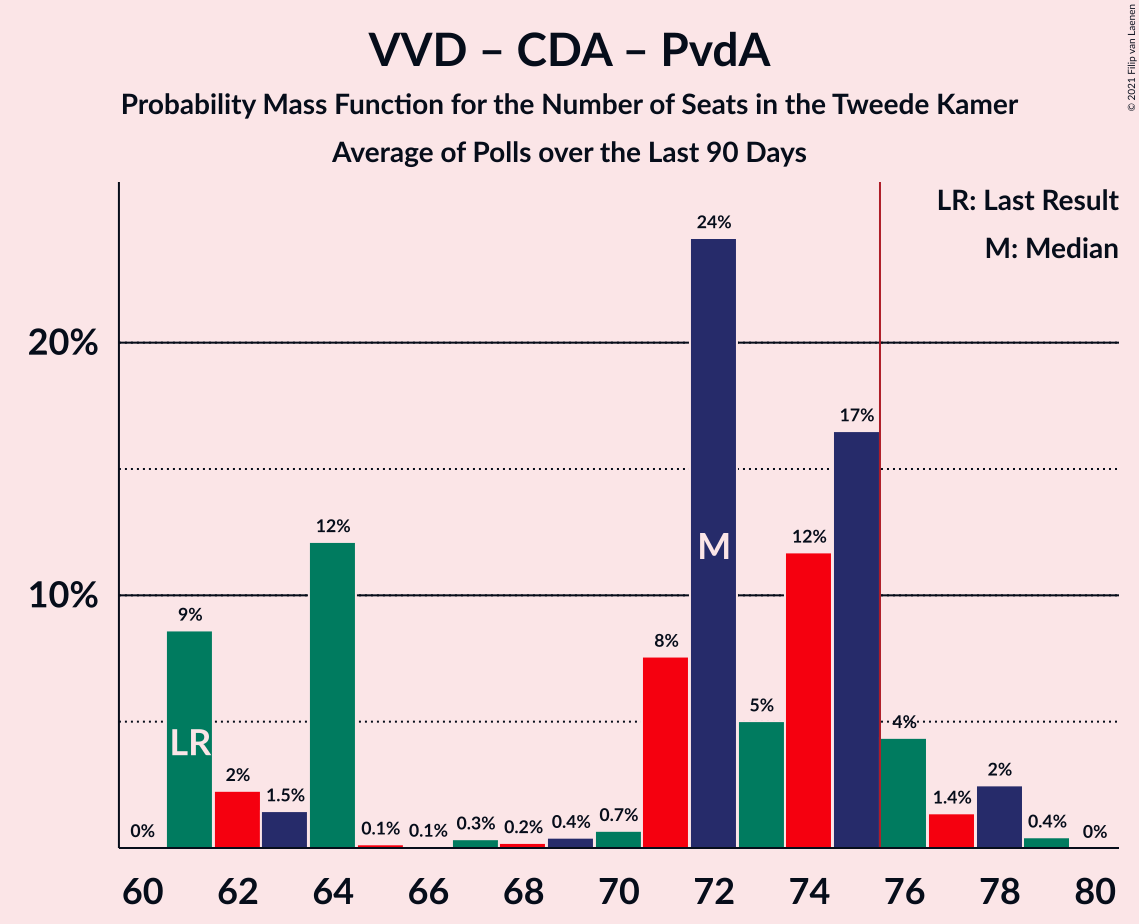 VVD – CDA – PvdA
Probability Mass Function for the Number of Seats in the Tweede Kamer
Average of Polls over the Last 90 Days
© 2021 Filip van Laenen
LR: Last Result
M: Median
20%
10%
0%
9%
2%
1.5%
12%
0.1%
0.1%
0.3%
0.2%
0.4%
0.7%
8%
24%
5%
12%
17%
4%
1.4%
2%
0.4%
0%
LR
M
60 62 64 66 68 70 72 74 76 78 80